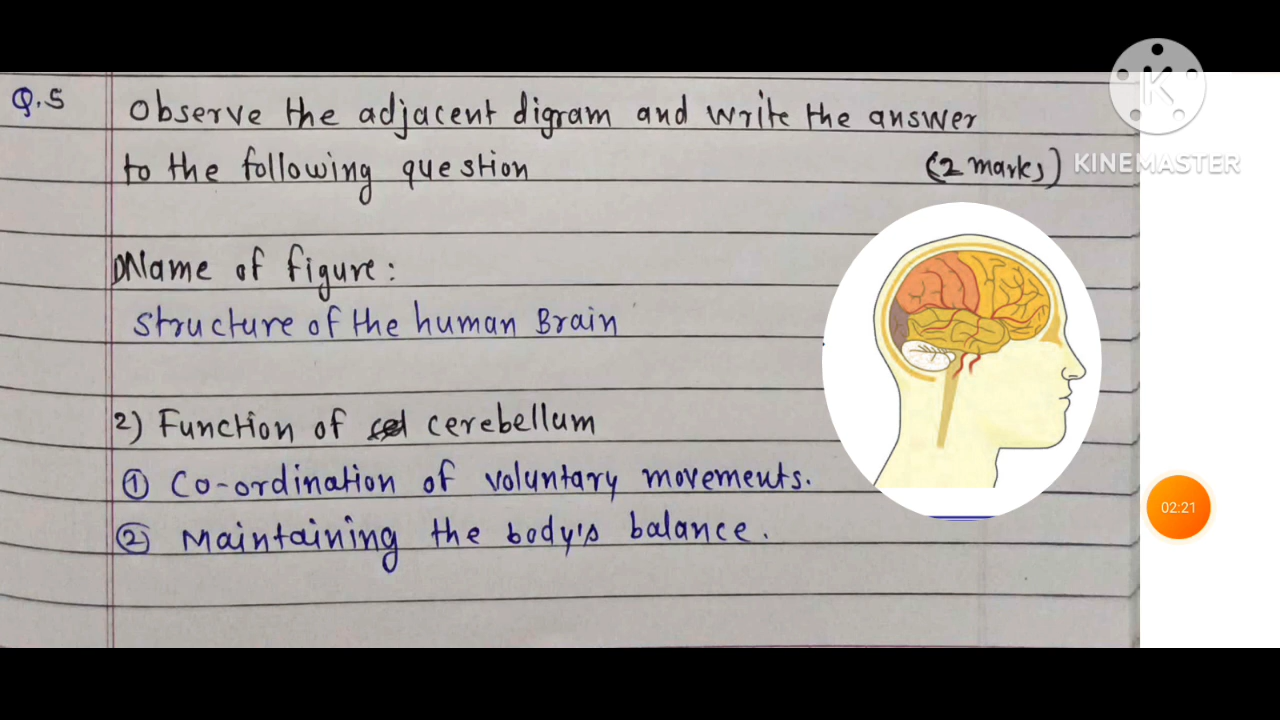 Q.5 Observe the adjacent digram and write the answer
to the following question (2 marks)
KINEMASTER
1) Name of figure:
structure of the human Brain
2) Function of cerebellum
① Co-ordination of voluntary movements.
② Maintaining the body's balance.
02:21